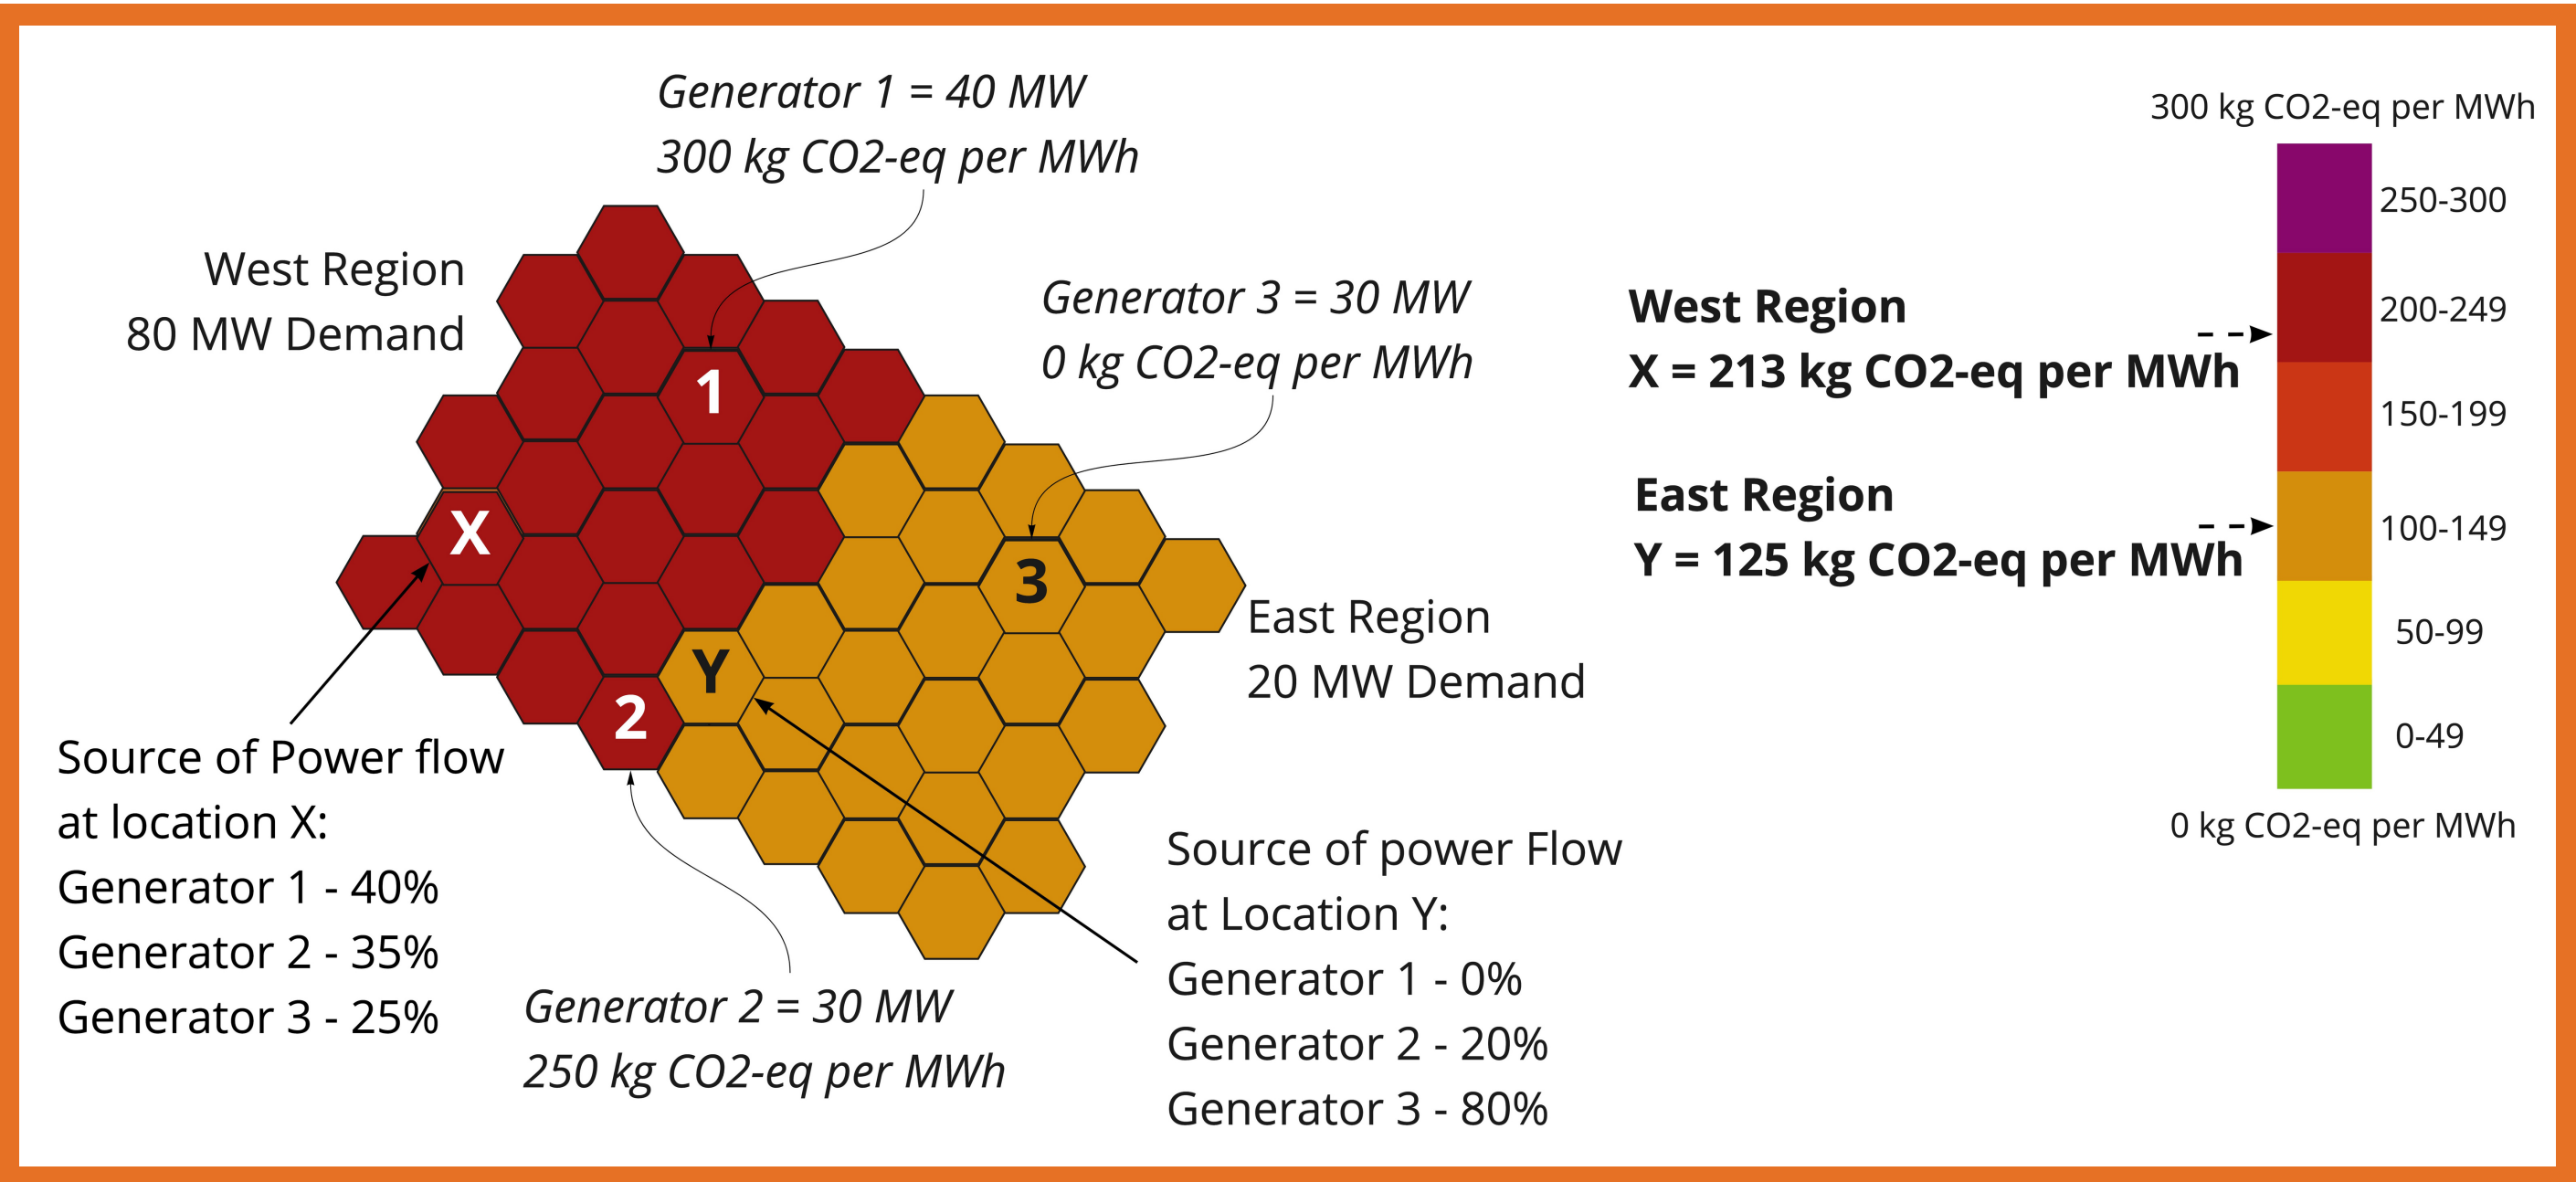 Generator 1 = 40 MW
300 kg CO2-eq per MWh
West Region
80 MW Demand
Generator 3 = 30 MW
0 kg CO2-eq per MWh
1
X
3
Y
2
East Region
20 MW Demand
Source of Power flow
at location X:
Generator 1 - 40%
Generator 2 - 35%
Generator 3 - 25%
Generator 2 = 30 MW
250 kg CO2-eq per MWh
Source of power Flow
at Location Y:
Generator 1 - 0%
Generator 2 - 20%
Generator 3 - 80%
West Region
X = 213 kg CO2-eq per MWh
East Region
Y = 125 kg CO2-eq per MWh
300 kg CO2-eq per MWh
250-300
200-249
150-199
100-149
50-99
0-49
0 kg CO2-eq per MWh